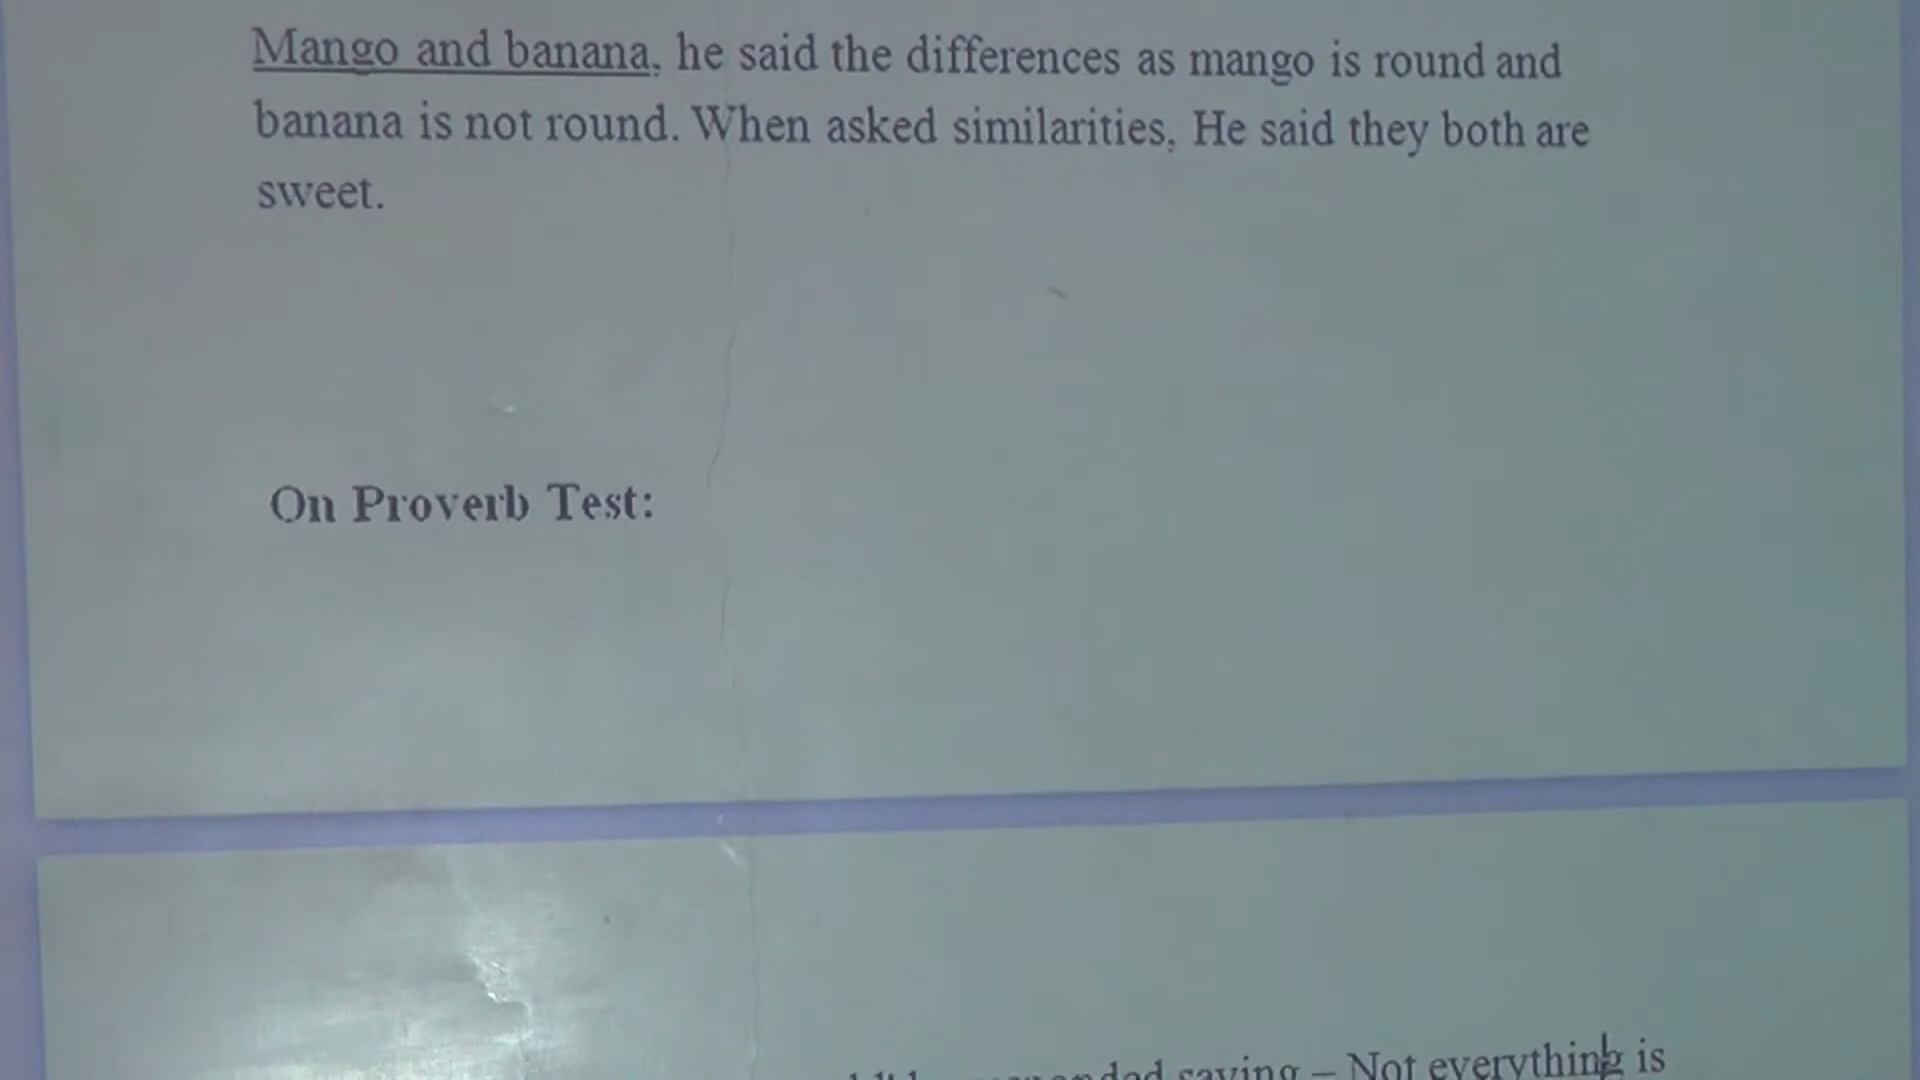 Mango and banana, he said the differences as mango is round and
banana is not round. When asked similarities, He said they both are
sweet.
On Proverb Test:
saying – Not everything is